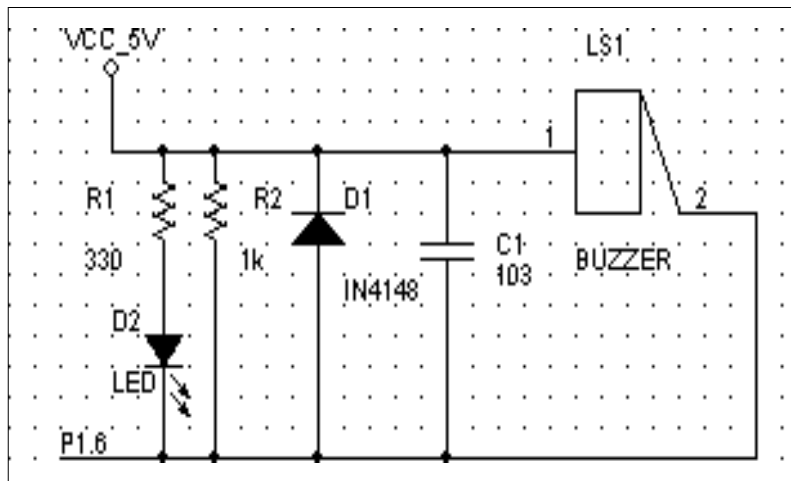 VCC_5V
LS1
1
R1
R2
D1
2
330
1k
C1
103
BUZZER
IN4148
D2
LED
P1.6